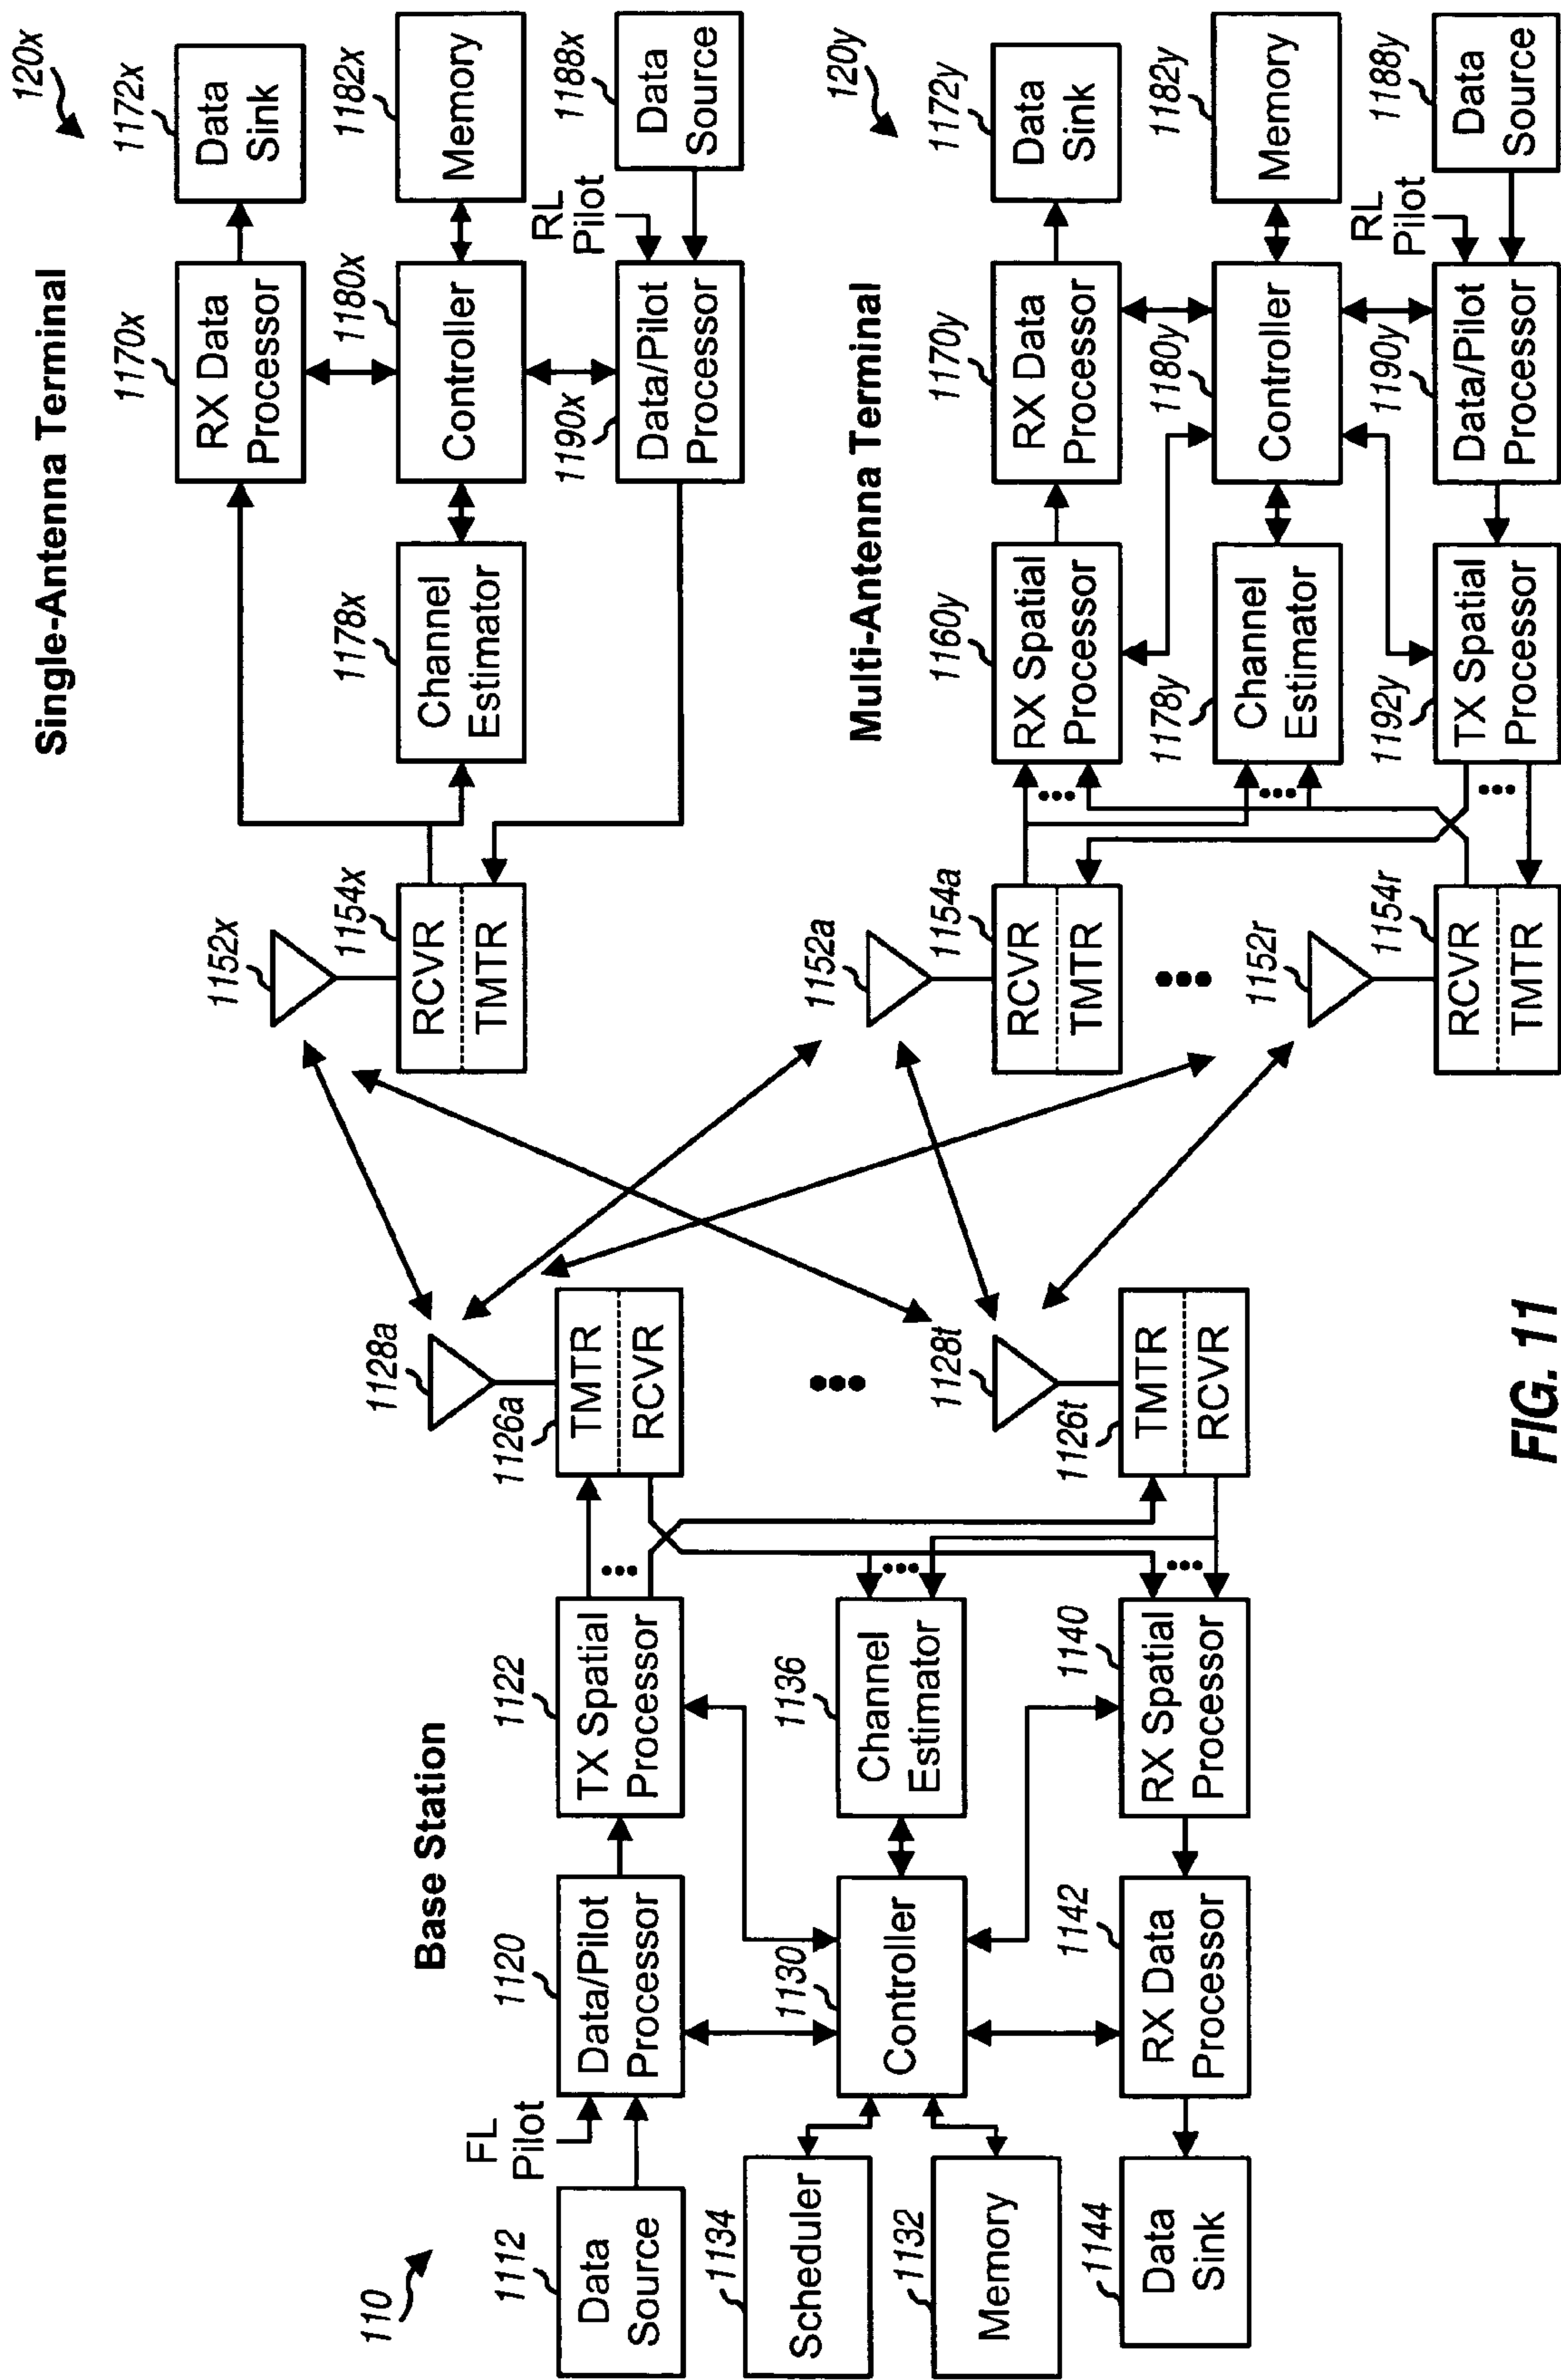 Base Station
110
1112
Data
Source
FL
Pilot
1120
Data/Pilot
Processor
1122
TX Spatial
Processor
1126a
TMTR
RCVR
1128a
1134
Scheduler
1132
Memory
1130
Controller
1136
Channel
Estimator
1144
Data
Sink
1142
RX Data
Processor
1140
RX Spatial
Processor
1126t
TMTR
RCVR
1128t
Single-Antenna Terminal
120x
1152x
1154x
RCVR
TMTR
1170x
RX Data
Processor
1172x
Data
Sink
1178x
Channel
Estimator
1180x
Controller
1182x
Memory
RL
Pilot
1190x
Data/Pilot
Processor
1188x
Data
Source
Multi-Antenna Terminal
120y
1152a
1154a
RCVR
TMTR
1152r
1154r
RCVR
TMTR
1160y
RX Spatial
Processor
1170y
RX Data
Processor
1172y
Data
Sink
1178y
Channel
Estimator
1180y
Controller
1182y
Memory
1192y
TX Spatial
Processor
1190y
Data/Pilot
Processor
RL
Pilot
1188y
Data
Source
FIG. 11